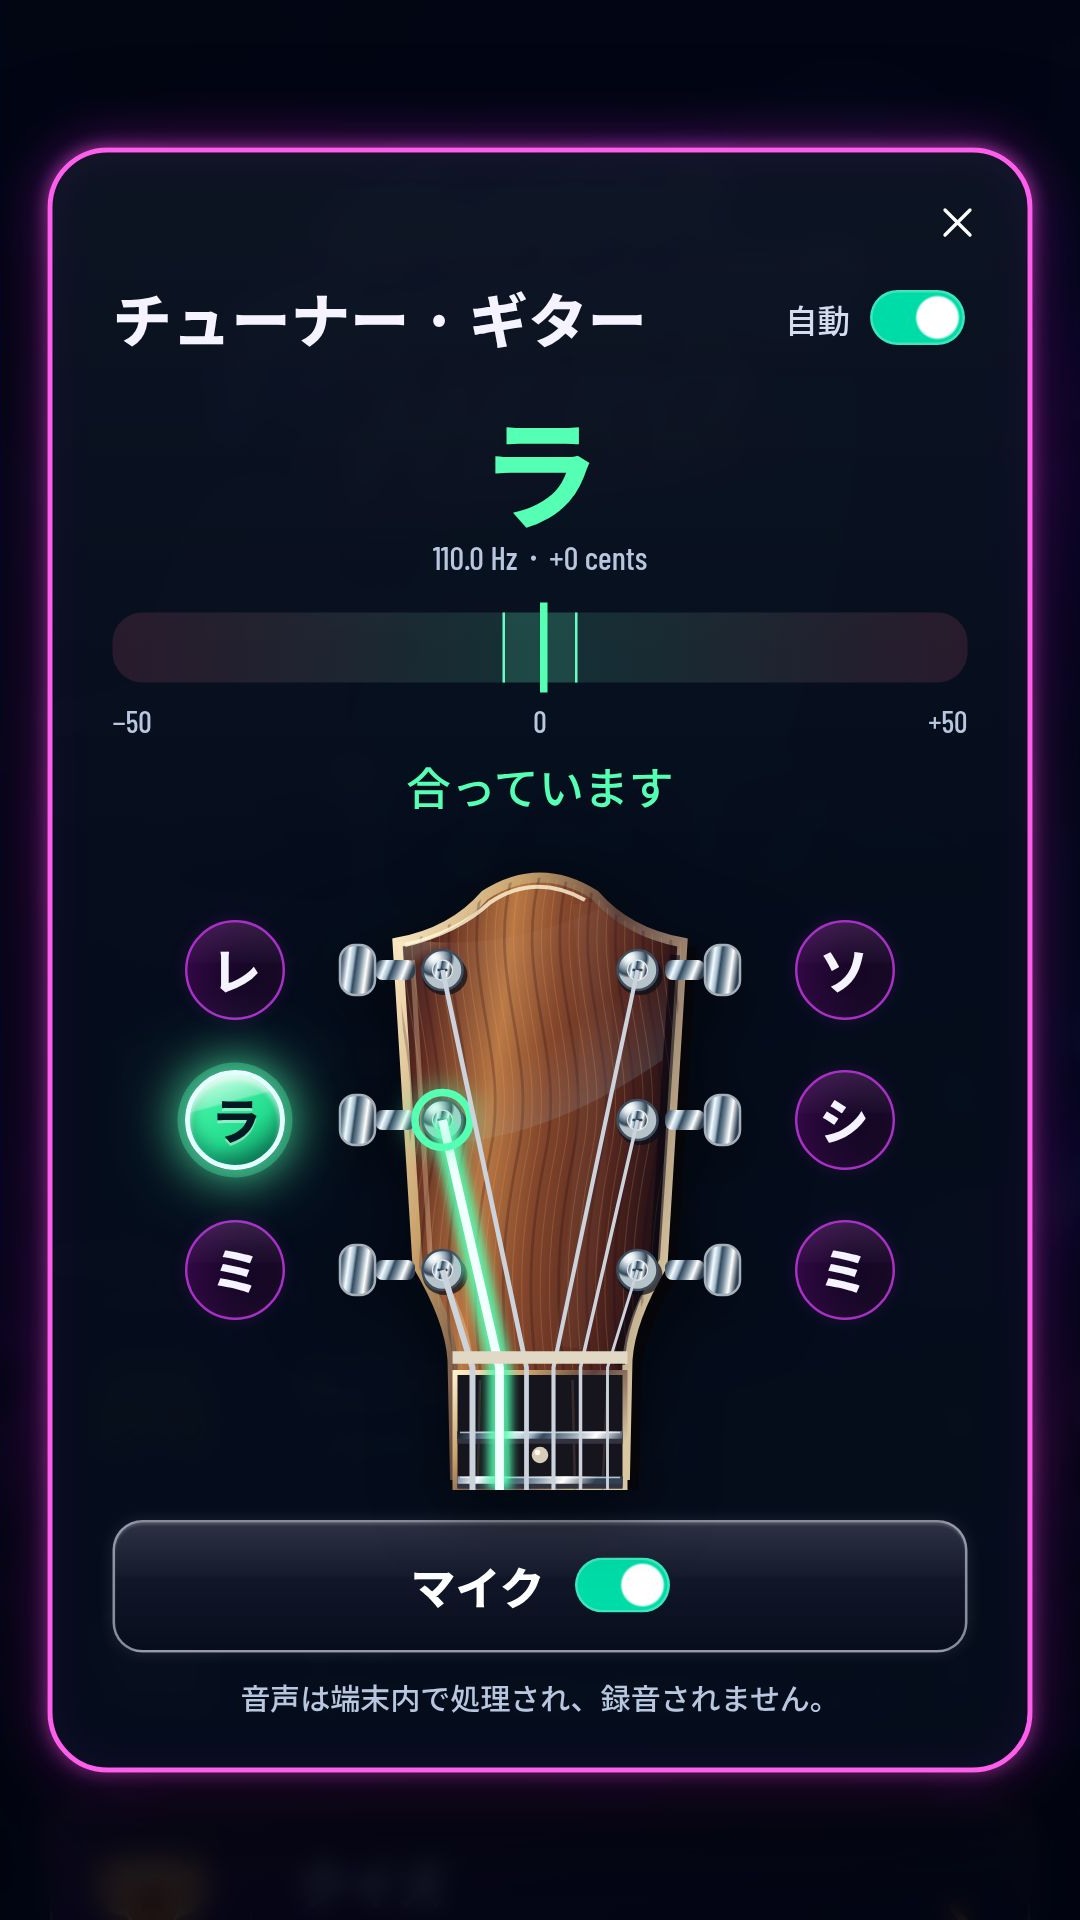 チューナー・ギター
自動
ラ
110.0 Hz · +0 cents
−50 0 +50
合っています
レ ソ
ラ シ
ミ ミ
マイク
音声は端末内で処理され、録音されません。